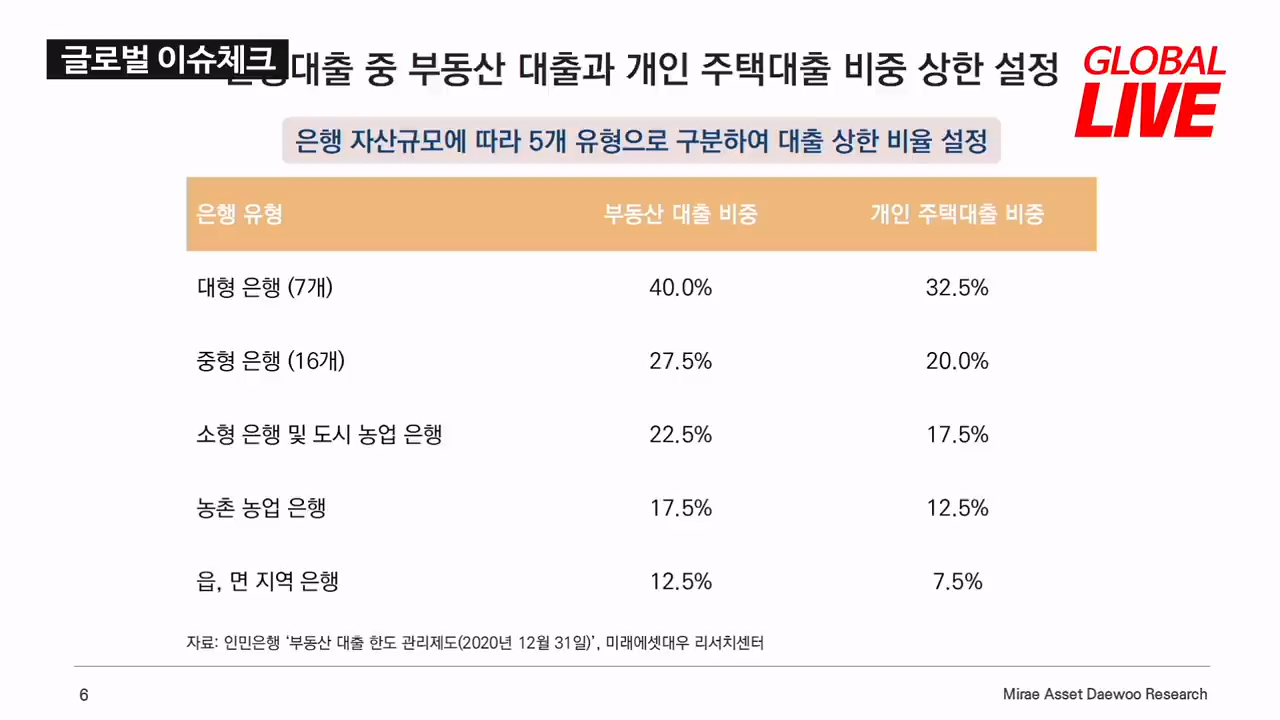 글로벌 이슈체크
대출 중 부동산 대출과 개인 주택대출 비중 상한 설정
GLOBAL
LIVE
은행 자산규모에 따라 5개 유형으로 구분하여 대출 상한 비율 설정
은행 유형 부동산 대출 비중 개인 주택대출 비중
대형 은행 (7개) 40.0% 32.5%
중형 은행 (16개) 27.5% 20.0%
소형 은행 및 도시 농업 은행 22.5% 17.5%
농촌 농업 은행 17.5% 12.5%
읍, 면 지역 은행 12.5% 7.5%
자료: 인민은행 ‘부동산 대출 한도 관리제도(2020년 12월 31일)’, 미래에셋대우 리서치센터
6
Mirae Asset Daewoo Research